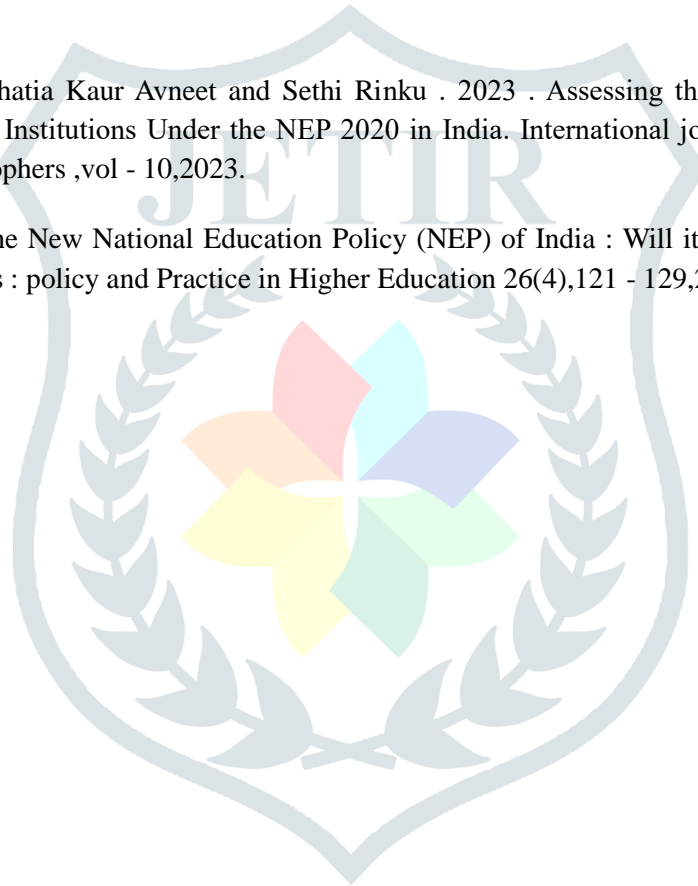 hatia Kaur Avneet and Sethi Rinku . 2023 . Assessing th
Institutions Under the NEP 2020 in India. International jo
ophers ,vol - 10,2023.
JETIR
he New National Education Policy (NEP) of India : Will it
s : policy and Practice in Higher Education 26(4),121 - 129,2